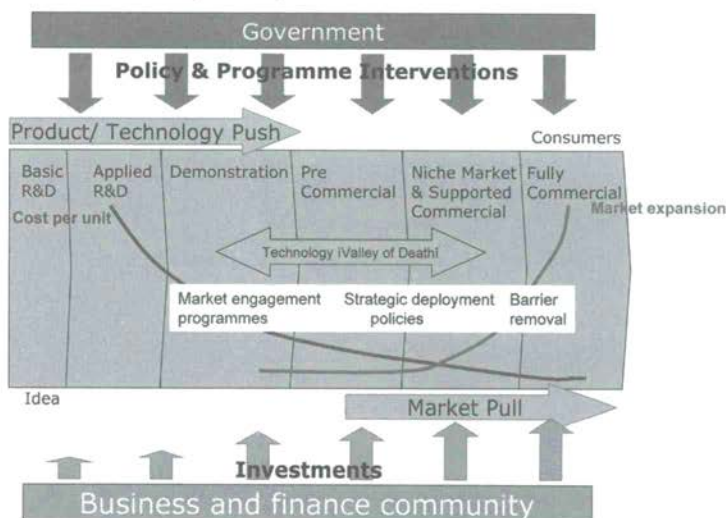 Government
Policy & Programme Interventions
Product/ Technology Push
Consumers
Basic
R&D
Applied
R&D
Demonstration
Pre
Commercial
Niche Market
& Supported
Commercial
Fully
Commercial
Cost per unit
Market expansion
Technology ìValley of Deathî
Market engagement
programmes
Strategic deployment
policies
Barrier
removal
Idea
Market Pull
Investments
Business and finance community